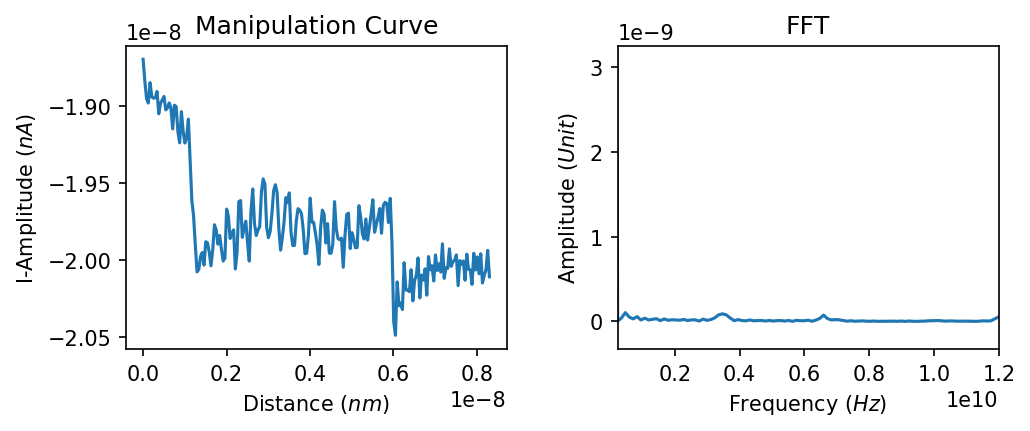 Manipulation Curve
1e−8
I-Amplitude (nA)
−1.90
−1.95
−2.00
−2.05
0.0 0.2 0.4 0.6 0.8
Distance (nm)
1e−8
FFT
1e−9
Amplitude (Unit)
3
2
1
0
0.2 0.4 0.6 0.8 1.0 1.2
Frequency (Hz)
1e10